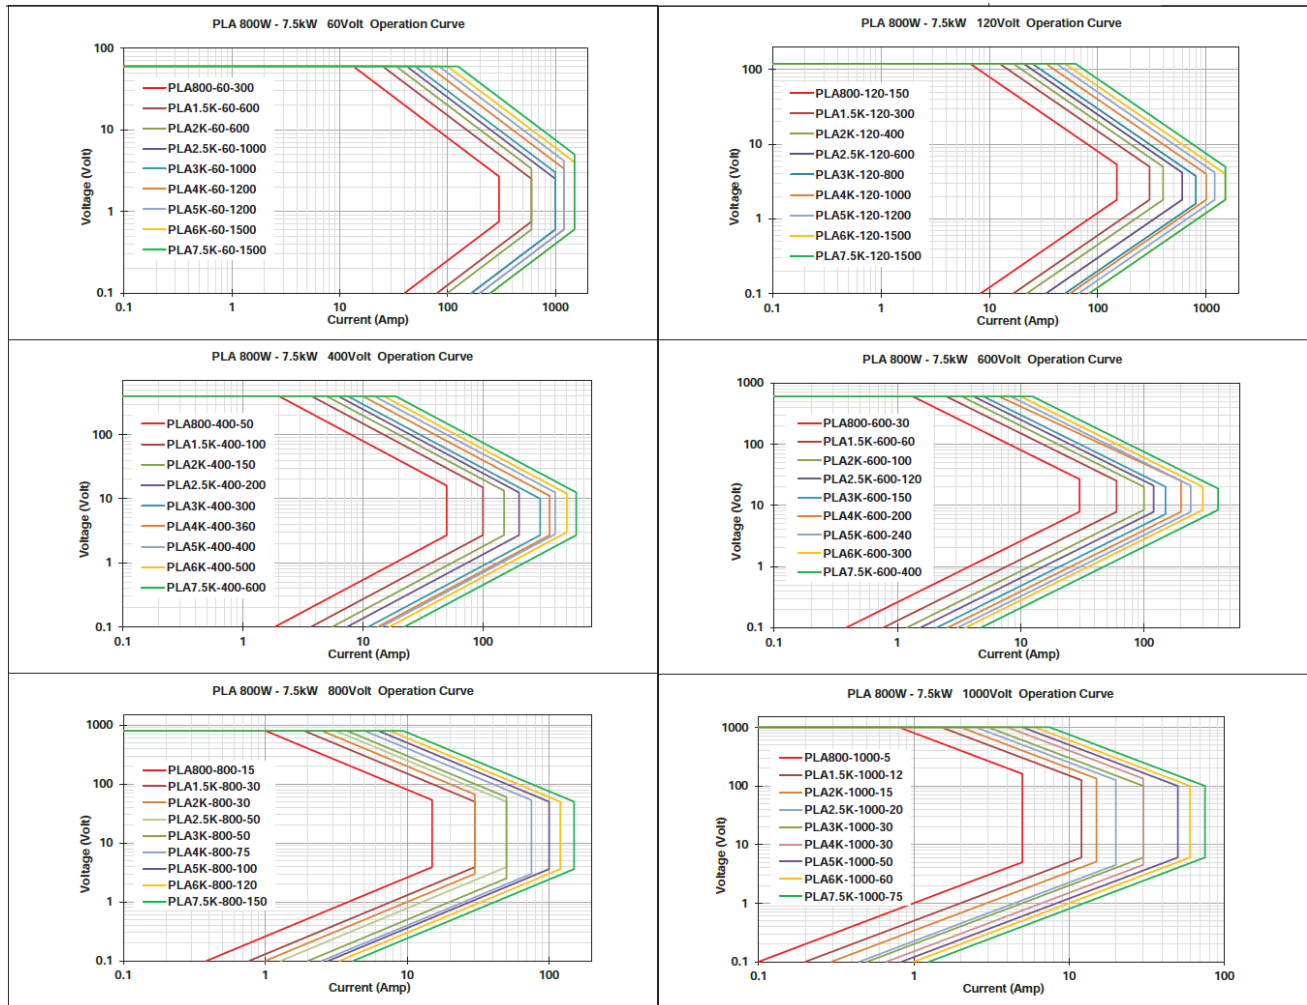 PLA 800W - 7.5kW 60Volt Operation Curve
100
10
1
0.1
Voltage (Volt)
PLA800-60-300
PLA1.5K-60-600
PLA2K-60-600
PLA2.5K-60-1000
PLA3K-60-1000
PLA4K-60-1200
PLA5K-60-1200
PLA6K-60-1500
PLA7.5K-60-1500
0.1 1 10 100 1000
Current (Amp)
PLA 800W - 7.5kW 120Volt Operation Curve
100
10
1
0.1
Voltage (Volt)
PLA800-120-150
PLA1.5K-120-300
PLA2K-120-400
PLA2.5K-120-600
PLA3K-120-800
PLA4K-120-1000
PLA5K-120-1200
PLA6K-120-1500
PLA7.5K-120-1500
0.1 1 10 100 1000
Current (Amp)
PLA 800W - 7.5kW 400Volt Operation Curve
100
10
1
0.1
Voltage (Volt)
PLA800-400-50
PLA1.5K-400-100
PLA2K-400-150
PLA2.5K-400-200
PLA3K-400-300
PLA4K-400-360
PLA5K-400-400
PLA6K-400-500
PLA7.5K-400-600
0.1 1 10 100
Current (Amp)
PLA 800W - 7.5kW 600Volt Operation Curve
1000
100
10
1
0.1
Voltage (Volt)
PLA800-600-30
PLA1.5K-600-60
PLA2K-600-100
PLA2.5K-600-120
PLA3K-600-150
PLA4K-600-200
PLA5K-600-240
PLA6K-600-300
PLA7.5K-600-400
0.1 1 10 100
Current (Amp)
PLA 800W - 7.5kW 800Volt Operation Curve
1000
100
10
1
0.1
Voltage (Volt)
PLA800-800-15
PLA1.5K-800-30
PLA2K-800-30
PLA2.5K-800-50
PLA3K-800-50
PLA4K-800-75
PLA5K-800-100
PLA6K-800-120
PLA7.5K-800-150
0.1 1 10 100
Current (Amp)
PLA 800W - 7.5kW 1000Volt Operation Curve
1000
100
10
1
0.1
Voltage (Volt)
PLA800-1000-5
PLA1.5K-1000-12
PLA2K-1000-15
PLA2.5K-1000-20
PLA3K-1000-30
PLA4K-1000-30
PLA5K-1000-50
PLA6K-1000-60
PLA7.5K-1000-75
0.1 1 10 100
Current (Amp)